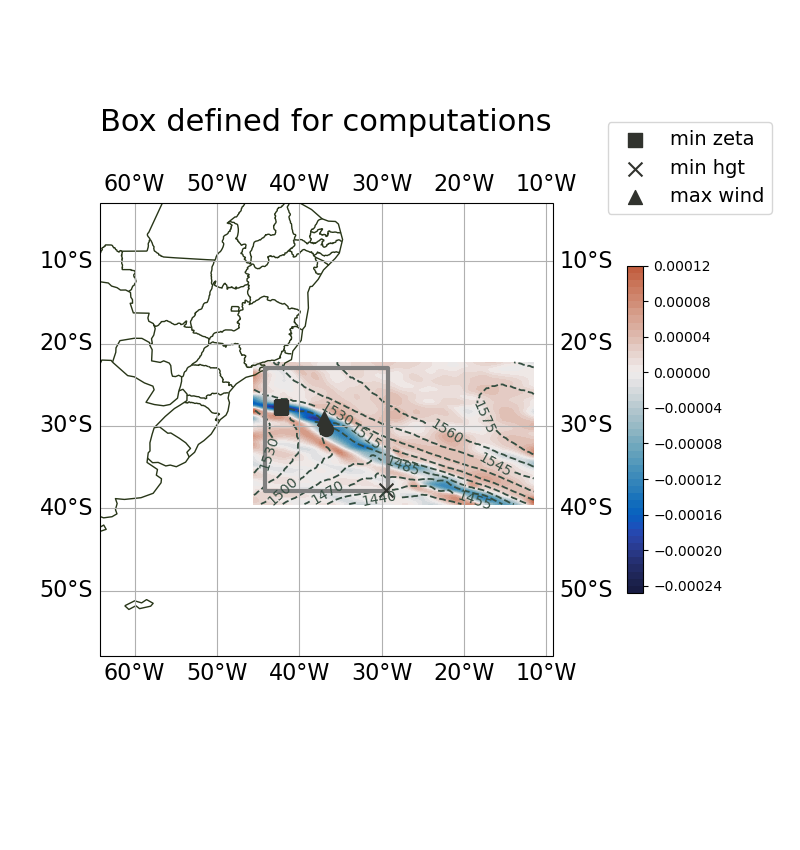 Box defined for computations
min zeta
min hgt
max wind
60°W 50°W 40°W 30°W 20°W 10°W
10°S 10°S
20°S 20°S
30°S 30°S
40°S 40°S
50°S 50°S
60°W 50°W 40°W 30°W 20°W 10°W
1530
1515
1560
1575
1530
1485
1545
1500
1470
1440
1455
0.00012
0.00008
0.00004
0.00000
−0.00004
−0.00008
−0.00012
−0.00016
−0.00020
−0.00024